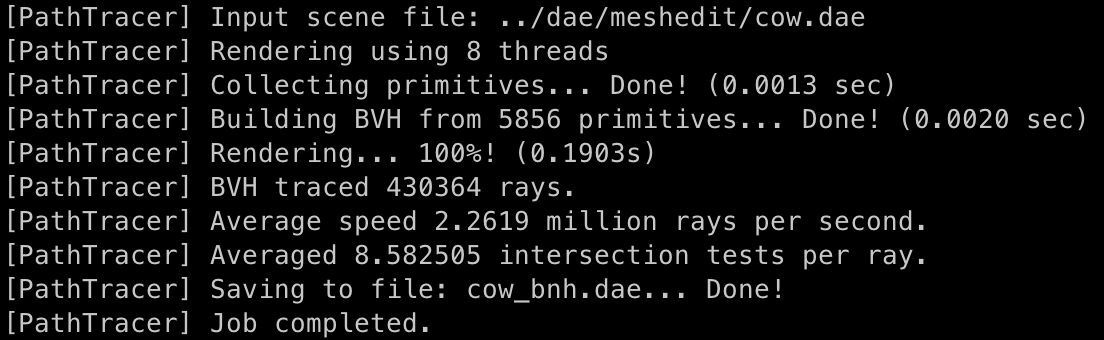 [PathTracer] Input scene file: ../dae/meshedit/cow.dae
[PathTracer] Rendering using 8 threads
[PathTracer] Collecting primitives... Done! (0.0013 sec)
[PathTracer] Building BVH from 5856 primitives... Done! (0.0020 sec)
[PathTracer] Rendering... 100%! (0.1903s)
[PathTracer] BVH traced 430364 rays.
[PathTracer] Average speed 2.2619 million rays per second.
[PathTracer] Averaged 8.582505 intersection tests per ray.
[PathTracer] Saving to file: cow_bnh.dae... Done!
[PathTracer] Job completed.